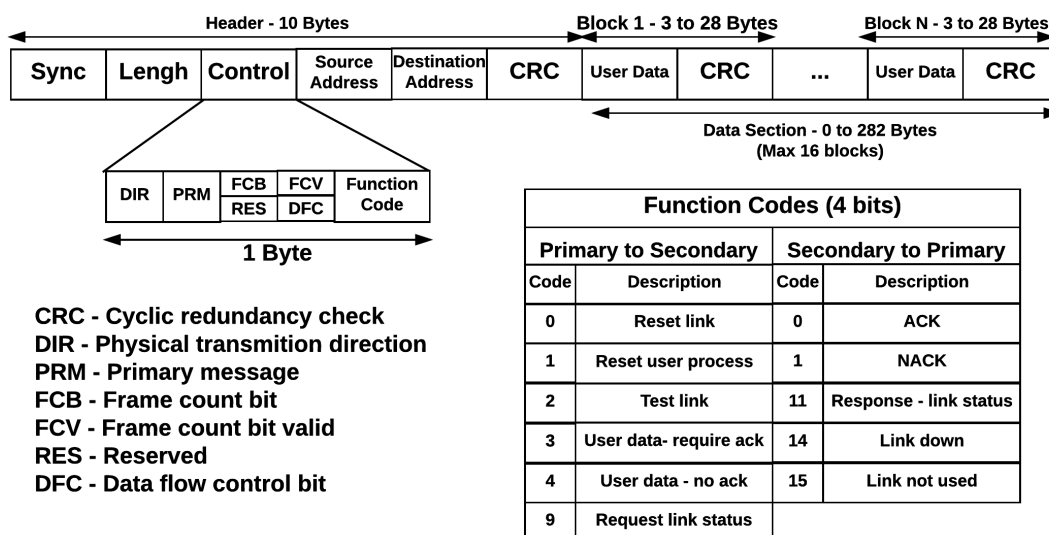 Header - 10 Bytes
Block 1 - 3 to 28 Bytes
Block N - 3 to 28 Bytes
Sync
Lengh
Control
Source
Address
Destination
Address
CRC
User Data
CRC
...
User Data
CRC
Data Section - 0 to 282 Bytes
(Max 16 blocks)
DIR
PRM
FCB
FCV
RES
DFC
Function
Code
1 Byte
CRC - Cyclic redundancy check
DIR - Physical transmition direction
PRM - Primary message
FCB - Frame count bit
FCV - Frame count bit valid
RES - Reserved
DFC - Data flow control bit
Function Codes (4 bits)
Primary to Secondary Secondary to Primary
Code Description Code Description
0 Reset link 0 ACK
1 Reset user process 1 NACK
2 Test link 11 Response - link status
3 User data- require ack 14 Link down
4 User data - no ack 15 Link not used
9 Request link status